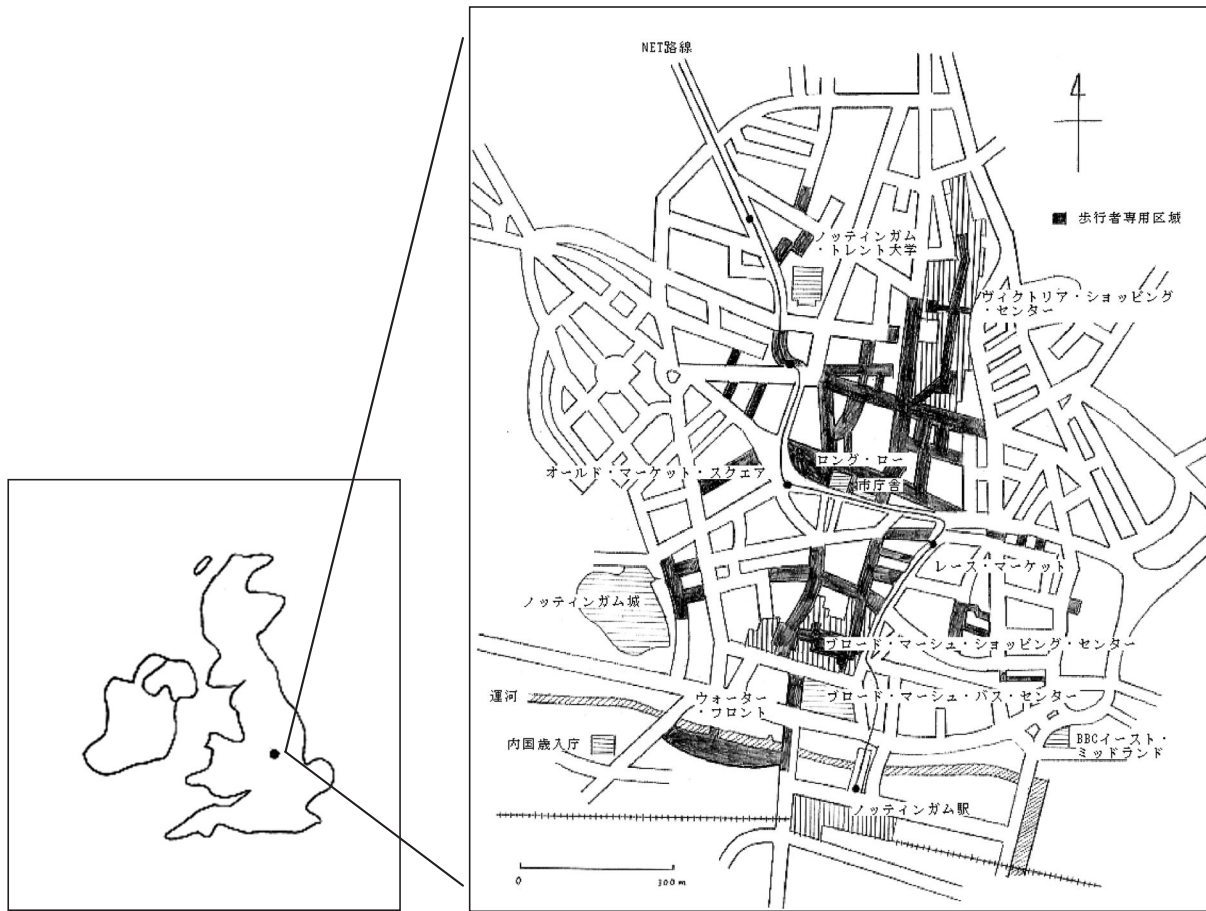 NET路線
4
歩行者専用区域
ノッティンガム
・トレント大学
ヴィクトリア・ショッピング
・センター
ロング・ロー
オールド・マーケット・スクェア
市庁舎
レース・マーケット
ノッティンガム城
ブロード・マーシュ・ショッピング・センター
運河
ウォーター
・フロント
ブロード・マーシュ・バス・センター
内国歳入庁
BBCイースト・
ミッドランド
ノッティンガム駅
0 300m